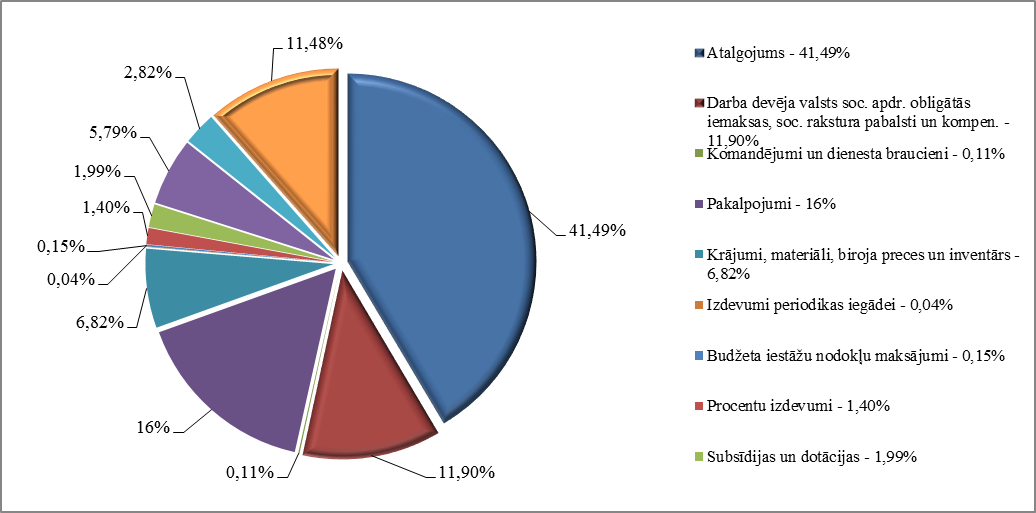 11,48%
2,82%
5,79%
1,99%
1,40%
0,15%
0,04%
6,82%
16%
0,11%
11,90%
41,49%
Atalgojums - 41,49%
Darba devēja valsts soc. apdr. obligātās
iemaksas, soc. rakstura pabalsti un kompen. -
11,90%
Komandējumi un dienesta braucieni - 0,11%
Pakalpojumi - 16%
Krājumi, materiāli, biroja preces un inventārs -
6,82%
Izdevumi periodikas iegādei - 0,04%
Budžeta iestāžu nodokļu maksājumi - 0,15%
Procentu izdevumi - 1,40%
Subsīdijas un dotācijas - 1,99%